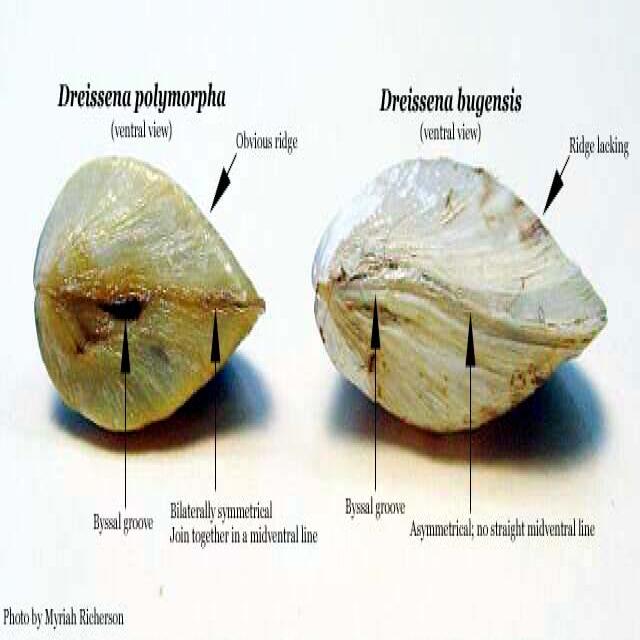 Dreissena polymorpha
(ventral view)
Obvious ridge
Dreissena bugensis
(ventral view)
Ridge lacking
Byssal groove
Bilaterally symmetrical
Join together in a midventral line
Byssal groove
Asymmetrical; no straight midventral line
Photo by Myriah Richerson